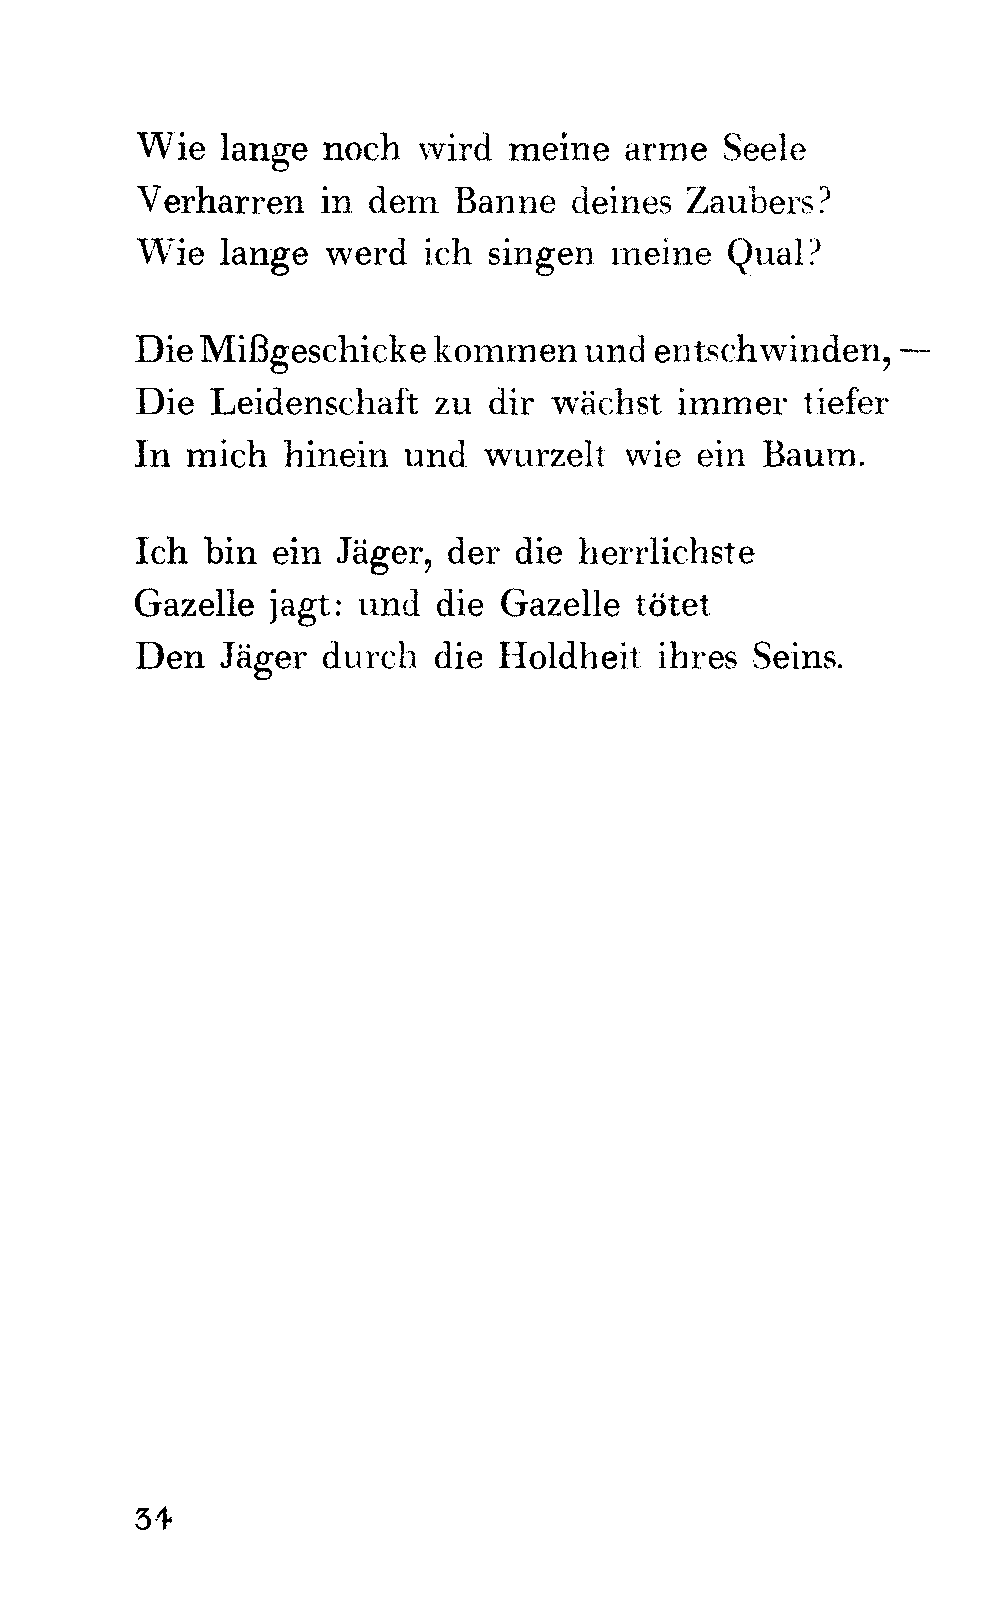 Wie lange noch wird meine arme Seele
Verharren in dem Banne deines Zaubers?
Wie lange werd ich singen meine Qual?
Die Mißgeschicke kommen und entschwinden, —
Die Leidenschaft zu dir wächst immer tiefer
In mich hinein und wurzelt wie ein Baum.
Ich bin ein Jäger, der die herrlichste
Gazelle jagt: und die Gazelle tötet
Den Jäger durch die Holdheit ihres Seins.
34